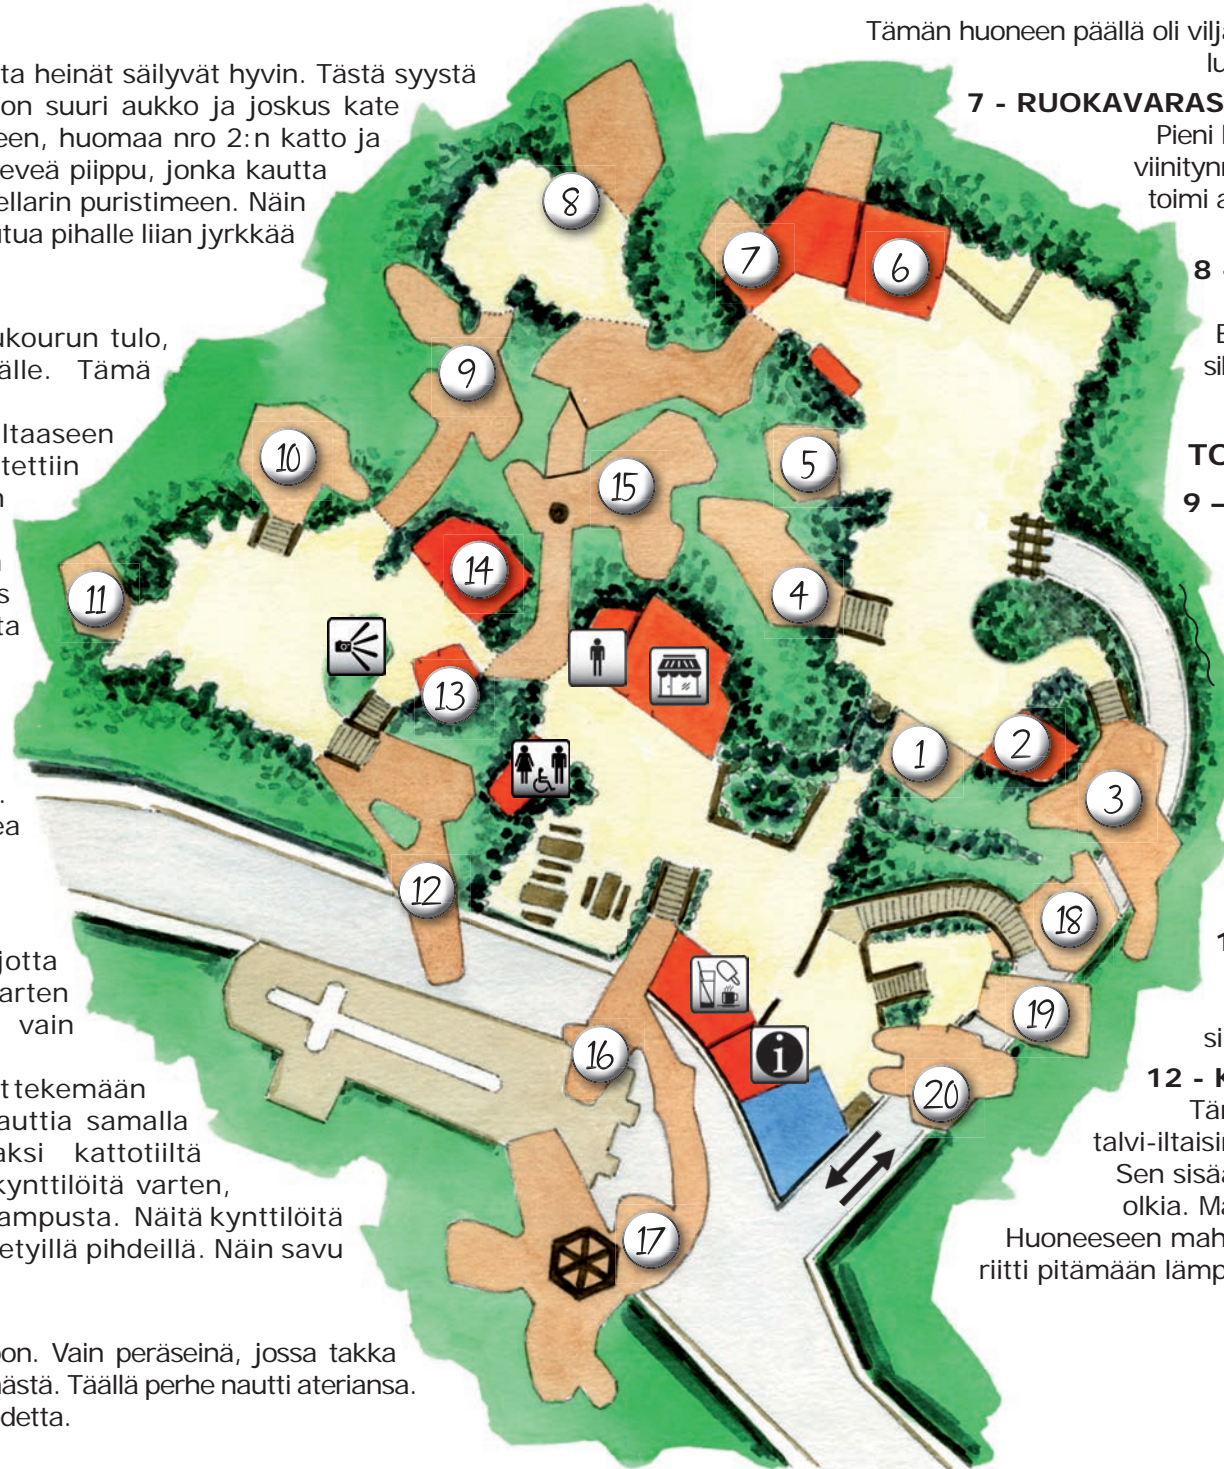 ta heinät säilyvät hyvin. Tästä syystä
on suuri aukko ja joskus kate
een, huomaa nro 2:n katto ja
eveä piippu, jonka kautta
ellarin puristimeen. Näin
utua pihalle liian jyrkkää
ukourun tulo,
älle. Tämä
ltaaseen
tettiin
s
ta
ea
jotta
arten
vain
ttekemään
auttia samalla
aksi kattotiiltä
kynttilöitä varten,
ampusta. Näitä kynttilöitä
etyillä pihdeillä. Näin savu
oon. Vain peräseinä, jossa takka
nästä. Täällä perhe nautti ateriansa.
detta.
Tämän huoneen päällä oli vilja
lu
7 - RUOKAVARAS
Pieni
viinitynn
toimi a
8 -
E
sil
TO
9 –
1
si
12 - K
Täm
talvi-iltaisin
Sen sisää
olkia. Ma
Huoneeseen mah
riitti pitämään lämp
8
7
6
9
10
5
15
14
4
11
13
1
2
3
12
18
19
16
i
20
17